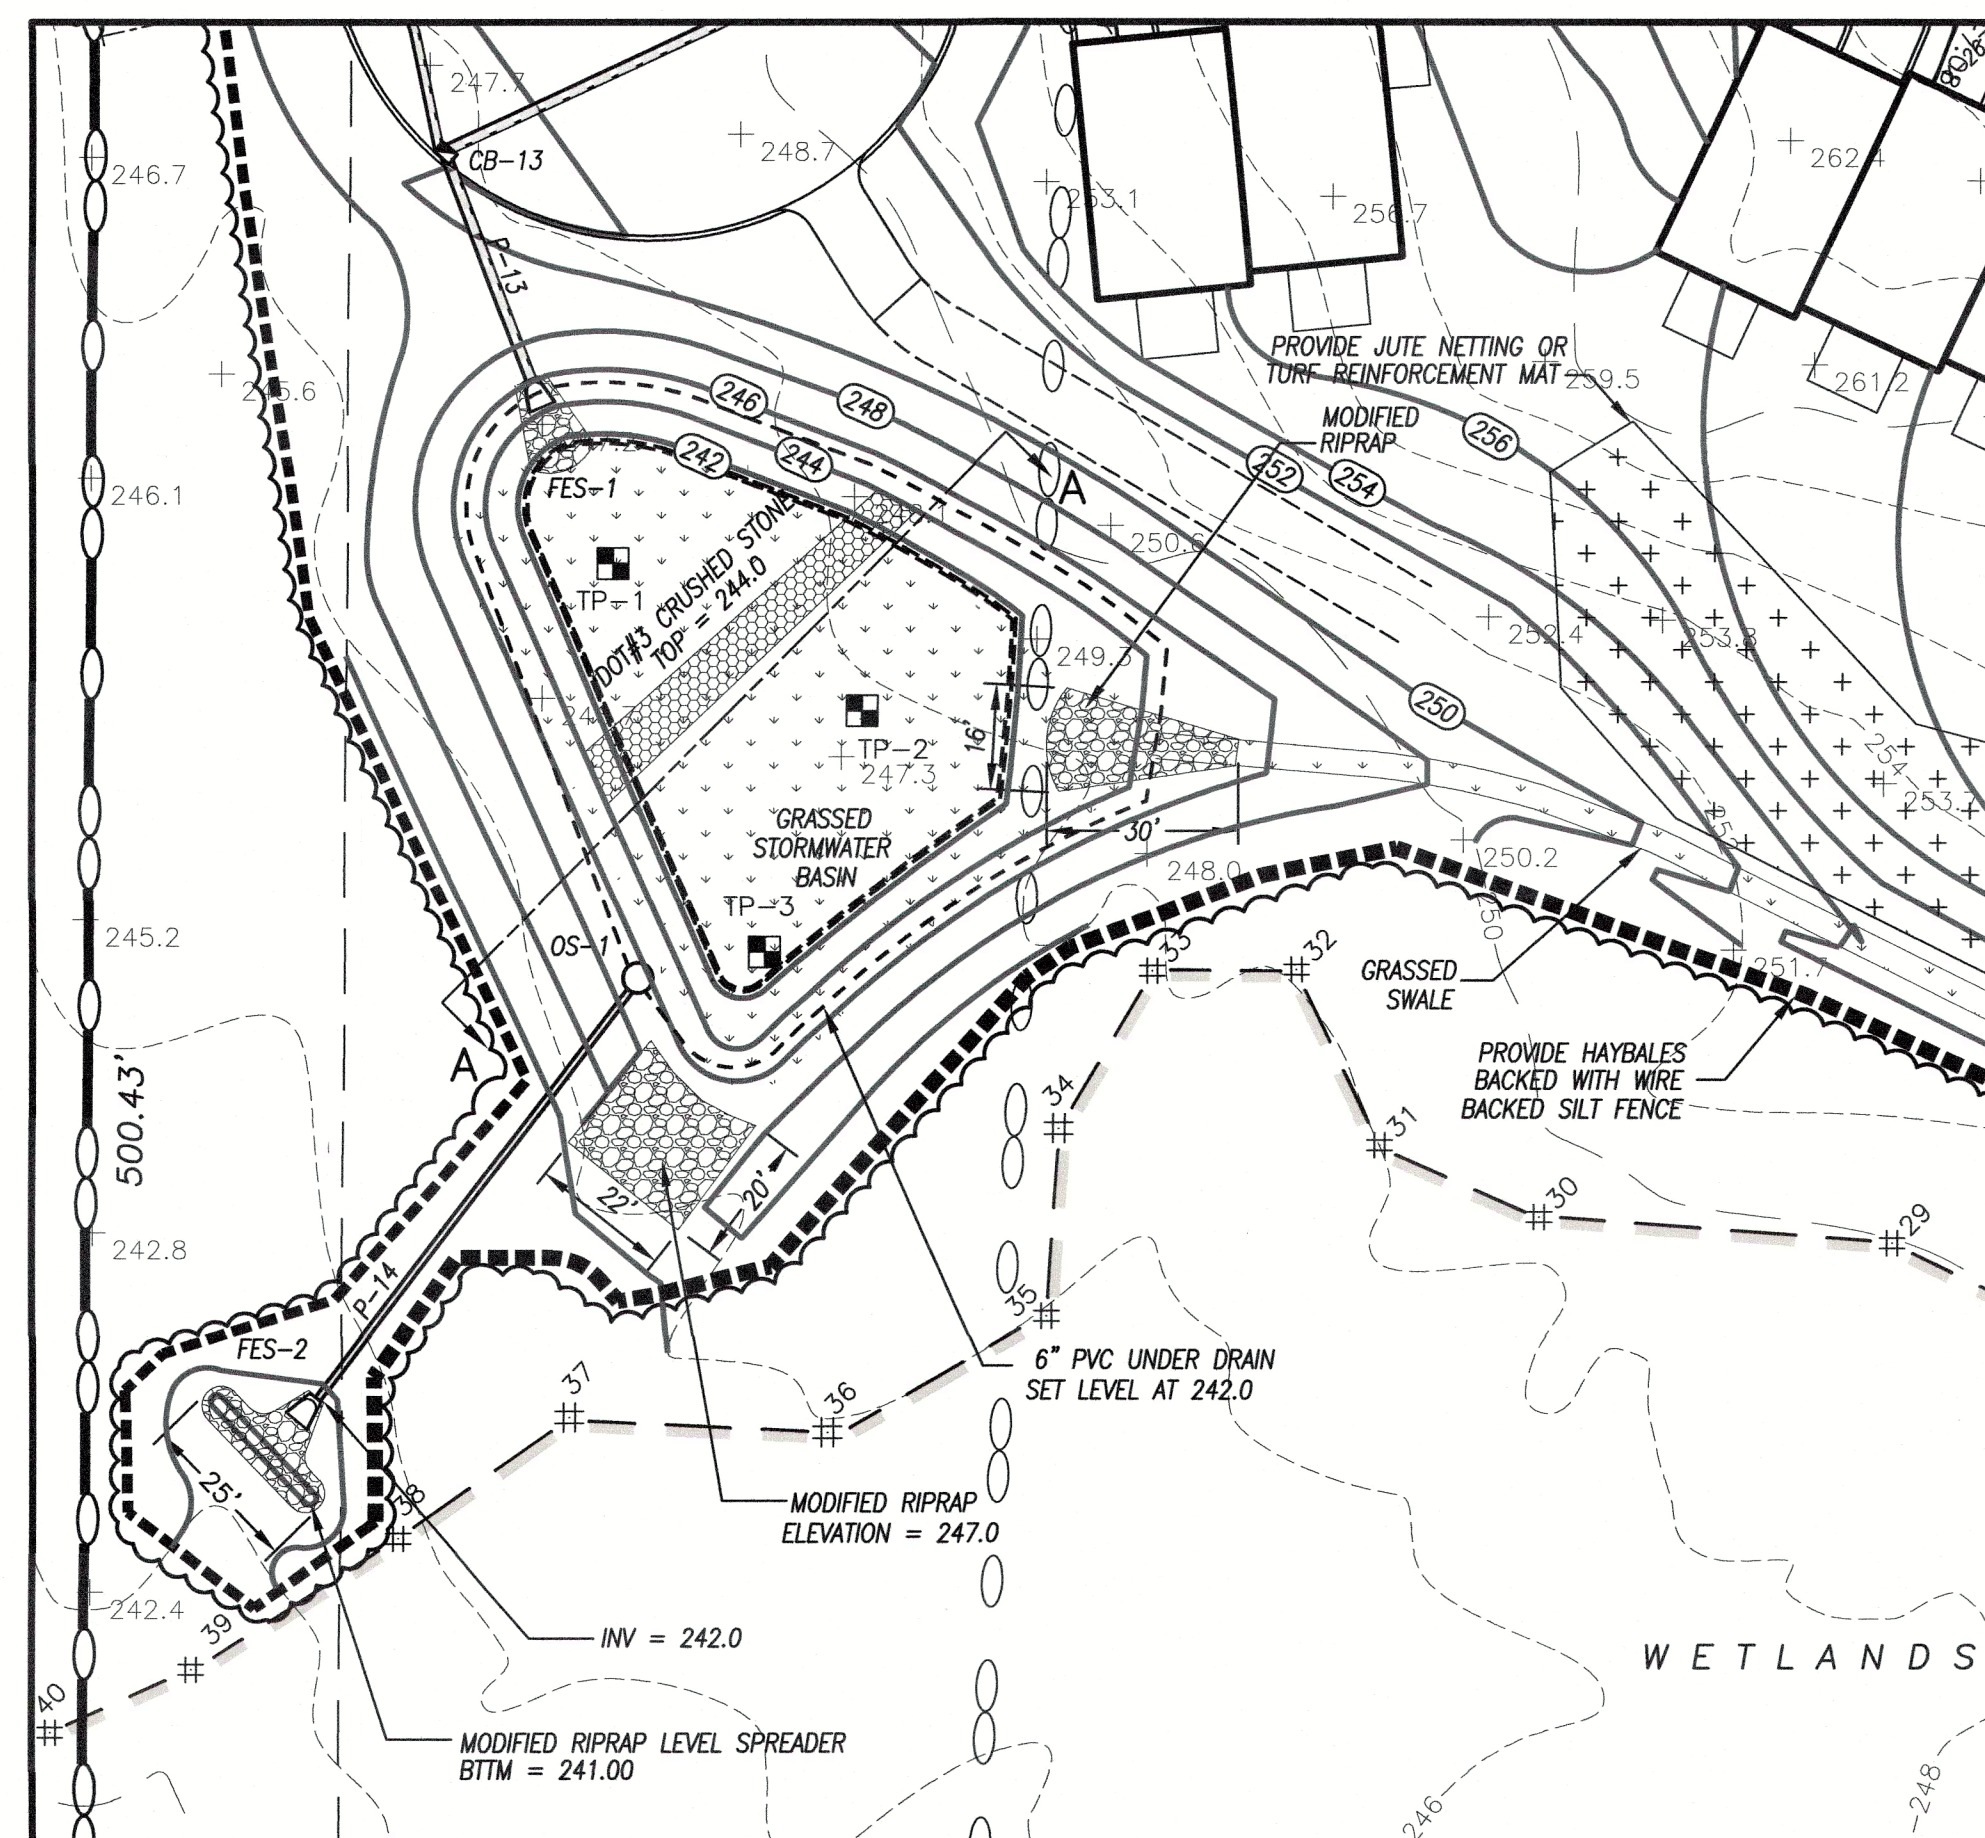 80.
26
247.7
CB-13
248.7
262.4
246.7
253.1
256.7
P-13
PROVIDE JUTE NETTING OR
TURF REINFORCEMENT MAT
259.5
261.2
245.6
246
248
MODIFIED
RIPRAP
256
242
244
252
254
FES-1
A
246.1
250.6
DOT#3 CRUSHED STONE
TOP = 244.0
TP-1
252.4
253.8
249.3
16'
250
TP-2
247.3
254
253.7
GRASSED
STORMWATER
BASIN
30'
248.0
250.2
TP-3
250
245.2
OS-1
33
32
GRASSED
SWALE
251.7
A
PROVIDE HAYBALES
BACKED WITH WIRE
BACKED SILT FENCE
500.43'
34
31
22'
20'
30
29
242.8
P-14
35
FES-2
6" PVC UNDER DRAIN
SET LEVEL AT 242.0
37
36
25'
38
MODIFIED RIPRAP
ELEVATION = 247.0
242.4
39
INV = 242.0
WETLANDS
40
MODIFIED RIPRAP LEVEL SPREADER
BTTM = 241.00
246
248